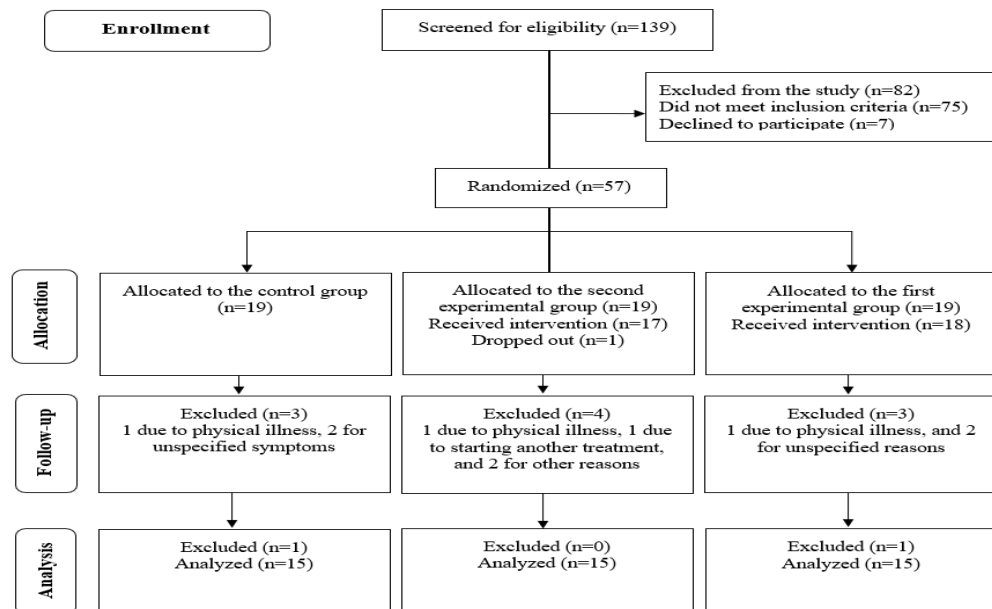 Enrollment
Screened for eligibility (n=139)
Excluded from the study (n=82)
Did not meet inclusion criteria (n=75)
Declined to participate (n=7)
Randomized (n=57)
Allocation
Allocated to the control group
(n=19)
Allocated to the second
experimental group (n=19)
Received intervention (n=17)
Dropped out (n=1)
Allocated to the first
experimental group (n=19)
Received intervention (n=18)
Follow-up
Excluded (n=3)
1 due to physical illness, 2 for
unspecified symptoms
Excluded (n=4)
1 due to physical illness, 1 due
to starting another treatment,
and 2 for other reasons
Excluded (n=3)
1 due to physical illness, and 2
for unspecified reasons
Analysis
Excluded (n=1)
Analyzed (n=15)
Excluded (n=0)
Analyzed (n=15)
Excluded (n=1)
Analyzed (n=15)